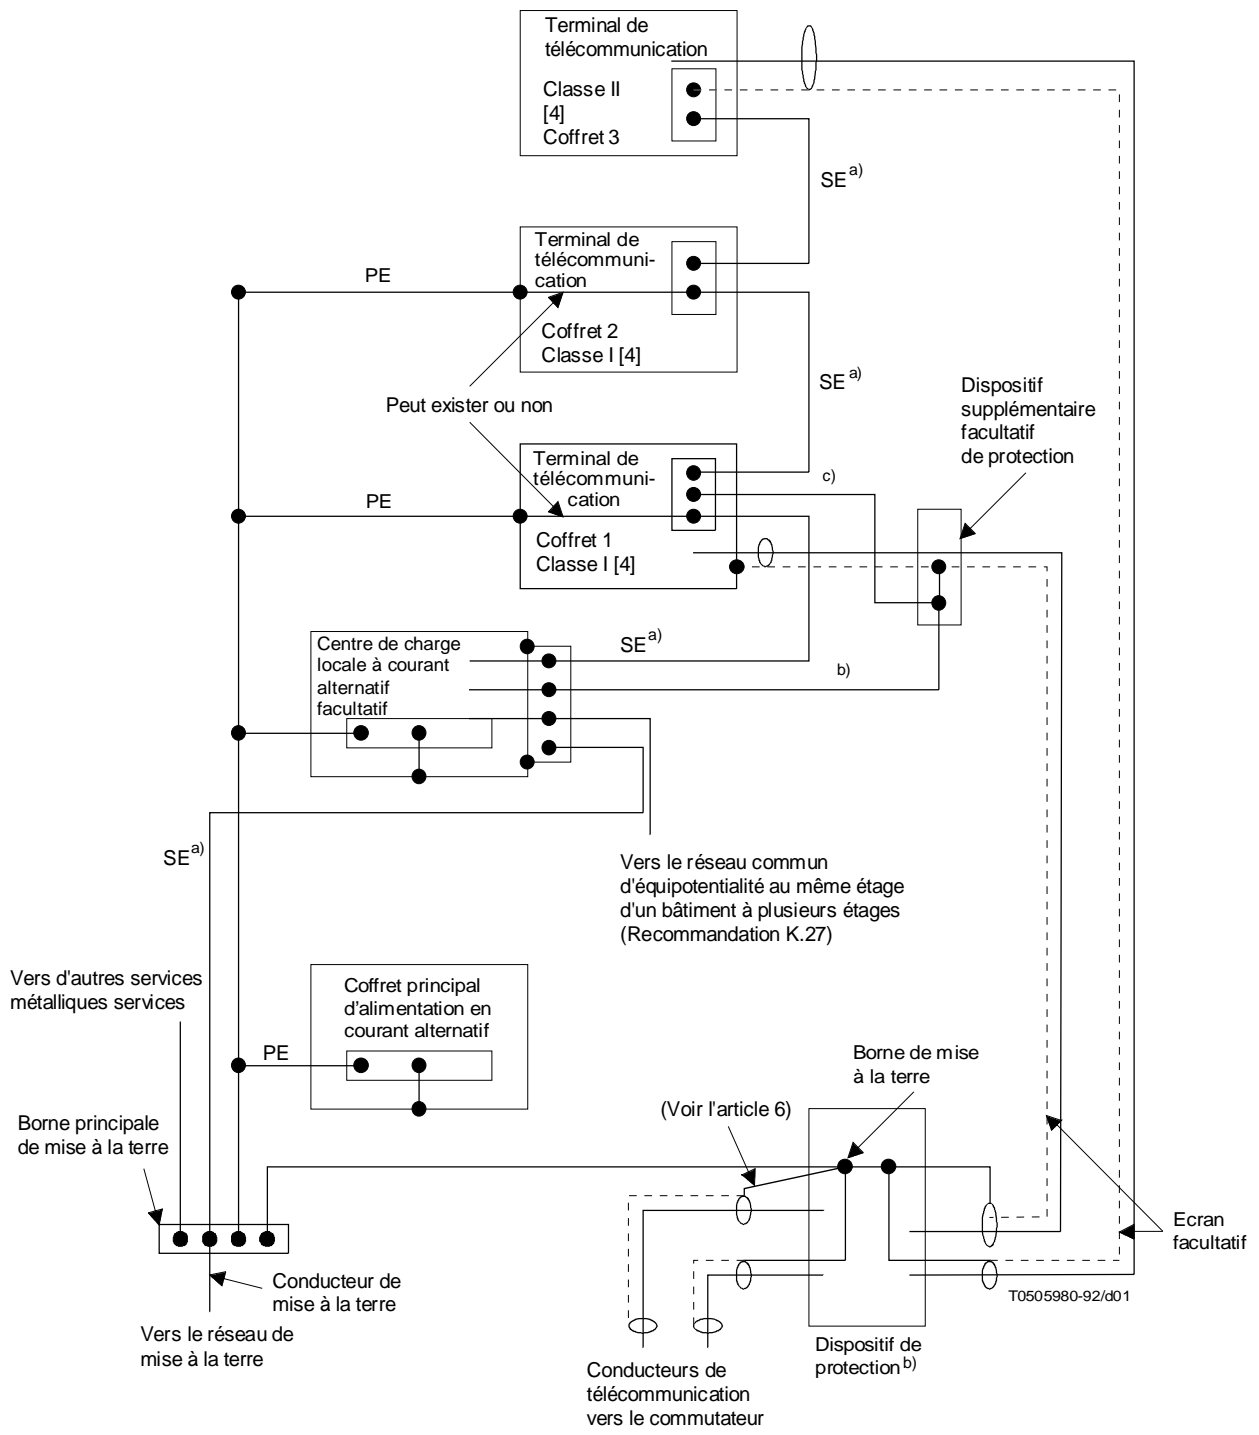 Terminal de
télécommunication
Classe II
[4]
Coffret 3
SE a)
Terminal de
télécommuni-
cation
PE
Coffret 2
Classe I [4]
SE a)
Peut exister ou non
Dispositif
supplémentaire
facultatif
de protection
Terminal de
télécommuni-
cation
c)
PE
Coffret 1
Classe I [4]
Centre de charge
locale à courant
alternatif
facultatif
SE a)
b)
SE a)
Vers le réseau commun
d'équipotentialité au même étage
d'un bâtiment à plusieurs étages
(Recommandation K.27)
Vers d'autres services
métalliques services
Coffret principal
d'alimentation en
courant alternatif
PE
Borne de mise
à la terre
(Voir l'article 6)
Borne principale
de mise à la terre
Ecran
facultatif
Conducteur de
mise à la terre
T0505980-92/d01
Vers le réseau de
mise à la terre
Dispositif de
protection b)
Conducteurs de
télécommunication
vers le commutateur